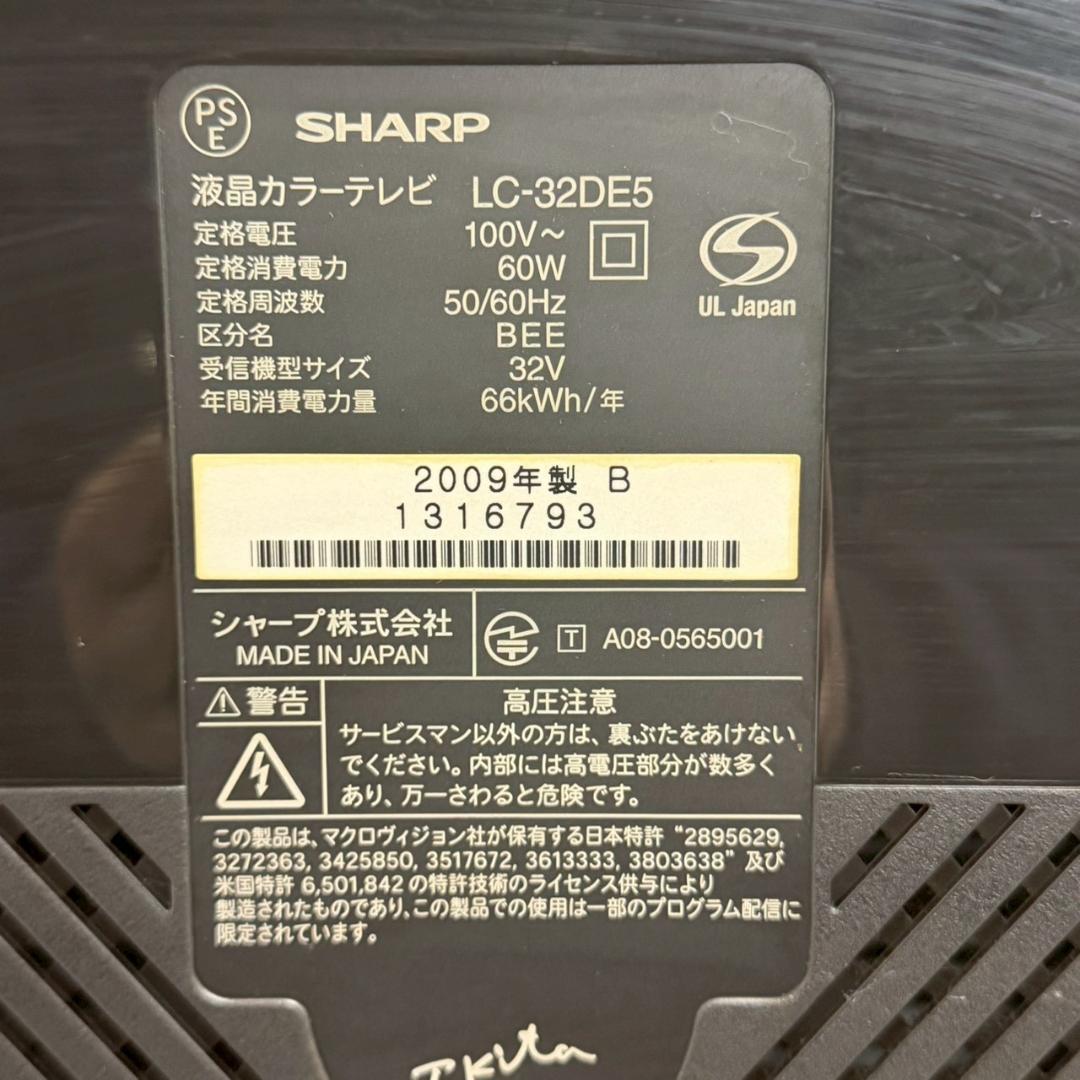 PS
E
SHARP
液晶カラーテレビ LC-32DE5
定格電圧 100V～
定格消費電力 60W
定格周波数 50/60Hz
区分名 BEE
受信機型サイズ 32V
年間消費電力量 66kWh/年
UL Japan
2009年製 B
1316793
シャープ株式会社
MADE IN JAPAN
T A08-0565001
警告
高圧注意
サービスマン以外の方は、裏ぶたをあけない
でください。内部には高電圧部分が数多く
あり、万一さわると危険です。
この製品は、マクロヴィジョン社が保有する日本特許 “2895629,
3272363, 3425850, 3517672, 3613333, 3803638” 及び
米国特許 6,501,842 の特許技術のライセンス供与により
製造されたものであり、この製品での使用は一部のプログラム配信に
限定されています。
T.Kita